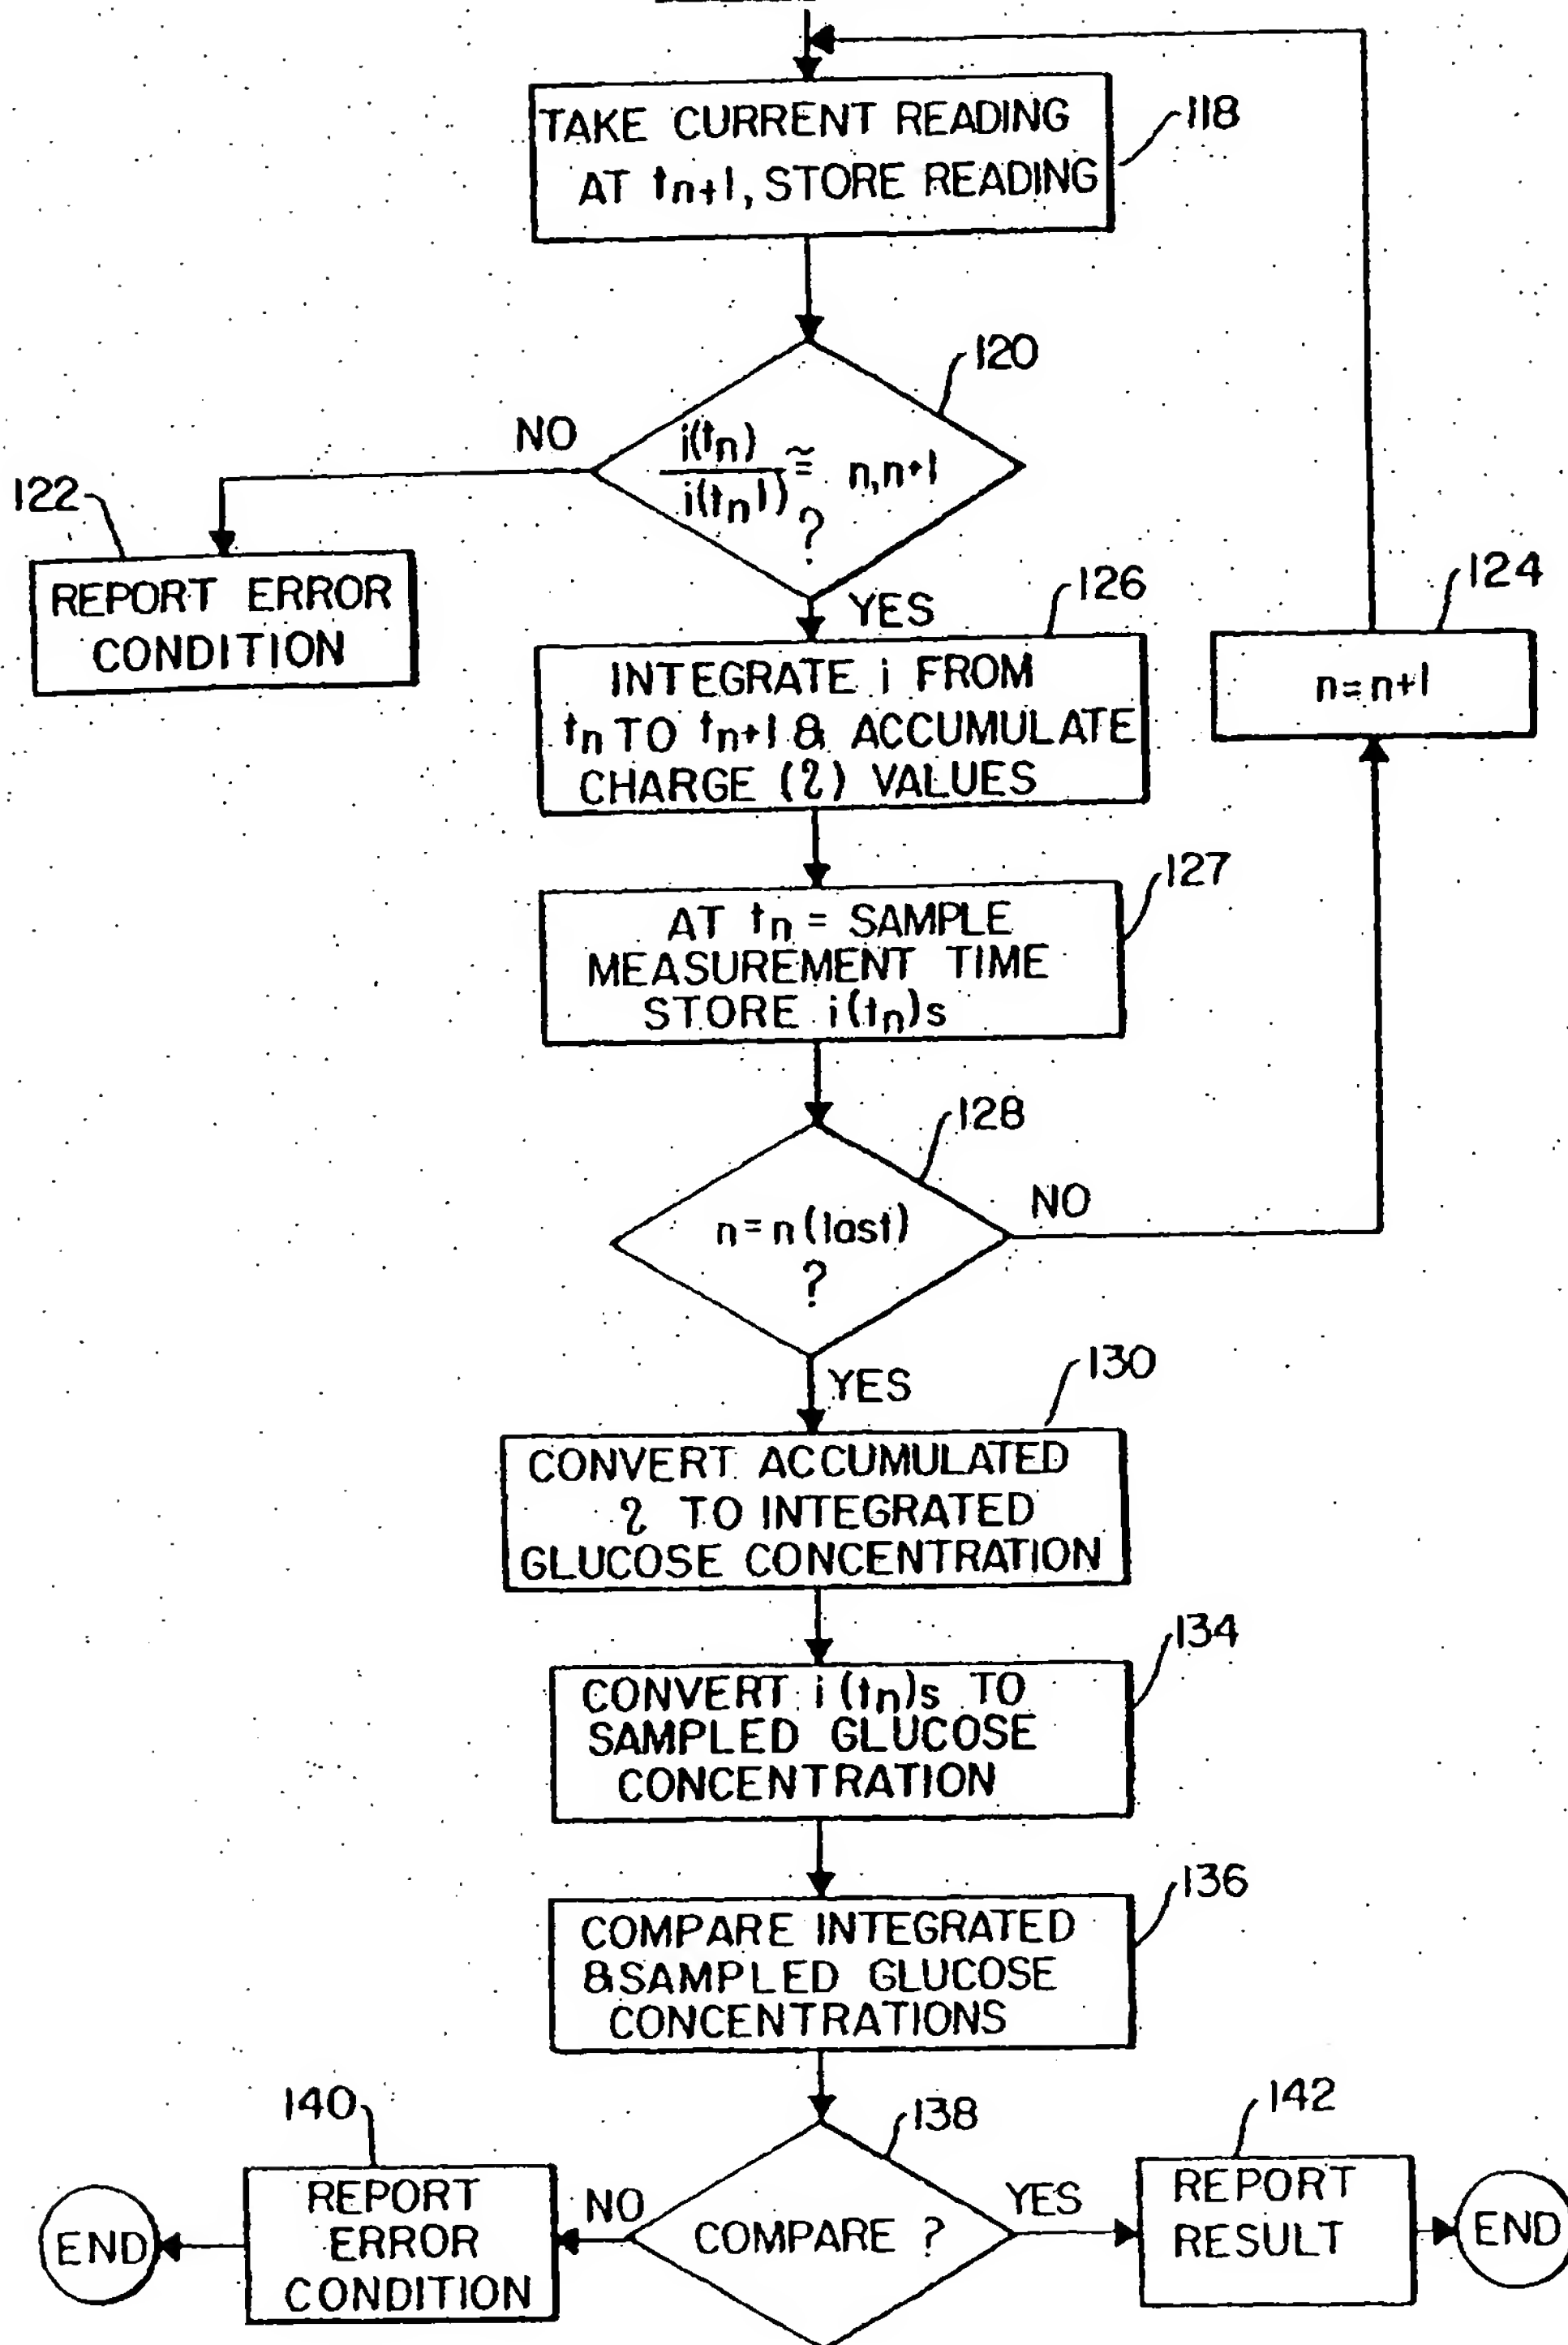 TAKE CURRENT READING
AT tn+1, STORE READING
118
120
NO
i(tn)
i(tn1)
≅ n,n+1
?
122
REPORT ERROR
CONDITION
YES
126
INTEGRATE i FROM
tn TO tn+1 & ACCUMULATE
CHARGE (q) VALUES
124
n=n+1
127
AT tn = SAMPLE
MEASUREMENT TIME
STORE i(tn)s
128
n=n(last)
?
NO
YES
130
CONVERT ACCUMULATED
q TO INTEGRATED
GLUCOSE CONCENTRATION
134
CONVERT i(tn)s TO
SAMPLED GLUCOSE
CONCENTRATION
136
COMPARE INTEGRATED
&SAMPLED GLUCOSE
CONCENTRATIONS
140
138
142
END
REPORT
ERROR
CONDITION
NO
COMPARE ?
YES
REPORT
RESULT
END